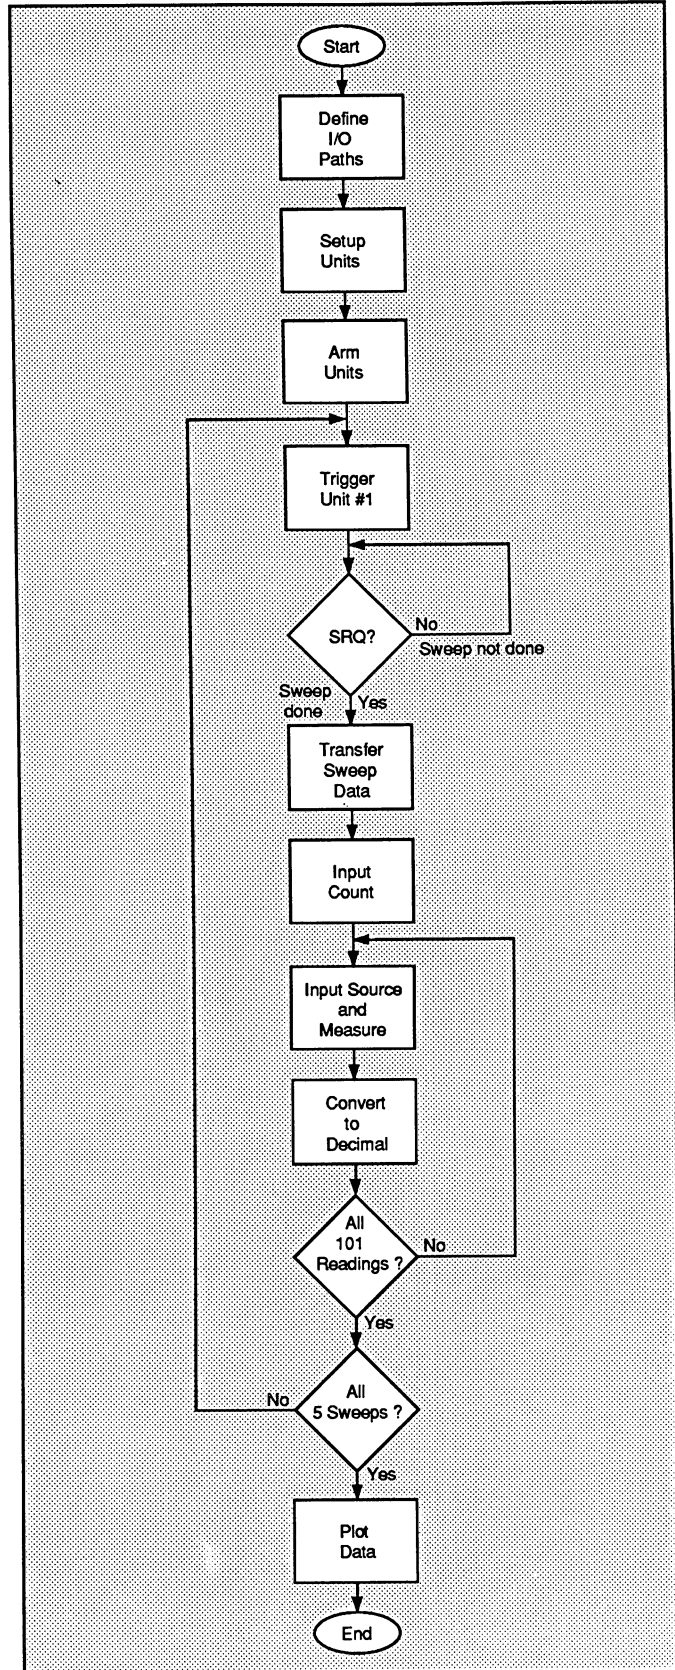 Start
Define
I/O
Paths
Setup
Units
Arm
Units
Trigger
Unit #1
SRQ?
No
Sweep not done
Sweep
done
Yes
Transfer
Sweep
Data
Input
Count
Input Source
and
Measure
Convert
to
Decimal
All
101
Readings ?
No
Yes
All
5 Sweeps ?
No
Yes
Plot
Data
End